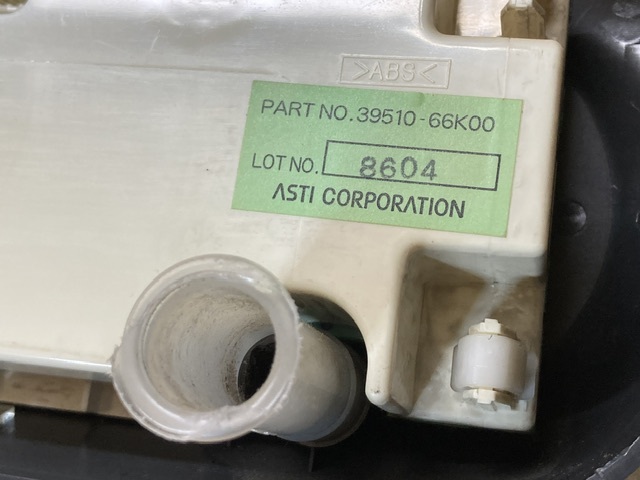 >ABS<
PART NO. 39510-66K00
LOT NO. 8604
ASTI CORPORATION